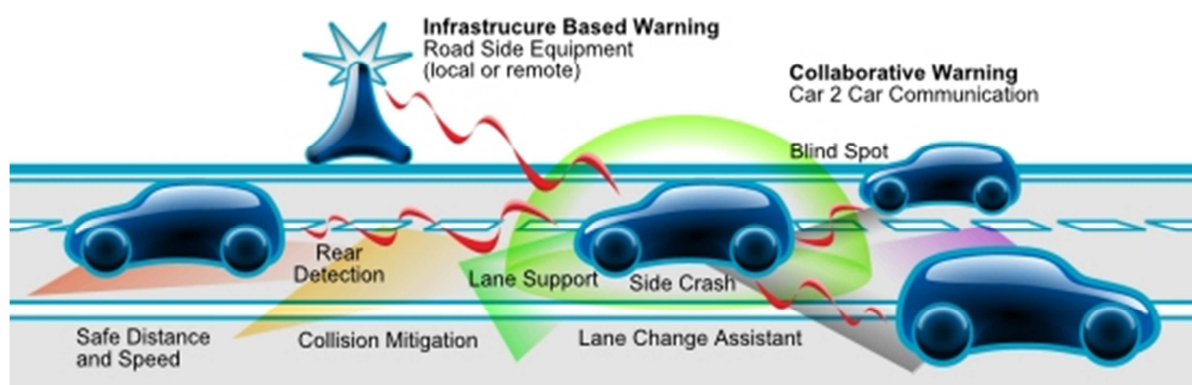 Infrastrucure Based Warning
Road Side Equipment
(local or remote)
Collaborative Warning
Car 2 Car Communication
Blind Spot
Rear
Detection
Lane Support
Side Crash
Safe Distance
and Speed
Collision Mitigation
Lane Change Assistant